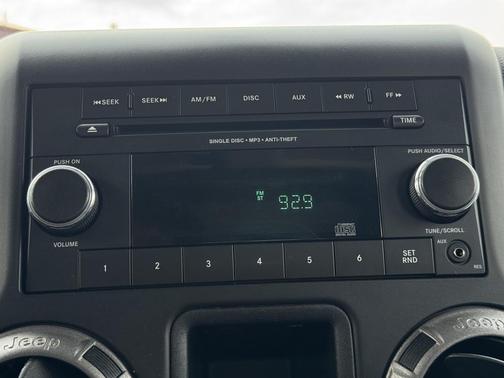 ⏮SEEK SEEK⏭ AM/FM DISC AUX ◀◀ RW FF ▶▶
TIME
SINGLE DISC • MP3 • ANTI-THEFT
PUSH ON
PUSH AUDIO/SELECT
FM
ST
92.9
VOLUME
TUNE/SCROLL
AUX
1 2 3 4 5 6 SET
RND
RES
Jeep
Jeep